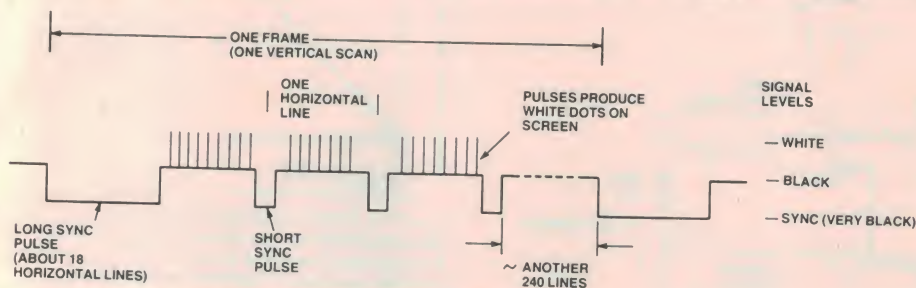 ONE FRAME
(ONE VERTICAL SCAN)
ONE
HORIZONTAL
LINE
PULSES PRODUCE
WHITE DOTS ON
SCREEN
SIGNAL
LEVELS
— WHITE
— BLACK
— SYNC (VERY BLACK)
LONG SYNC
PULSE
(ABOUT 18
HORIZONTAL LINES)
SHORT
SYNC
PULSE
~ ANOTHER
240 LINES